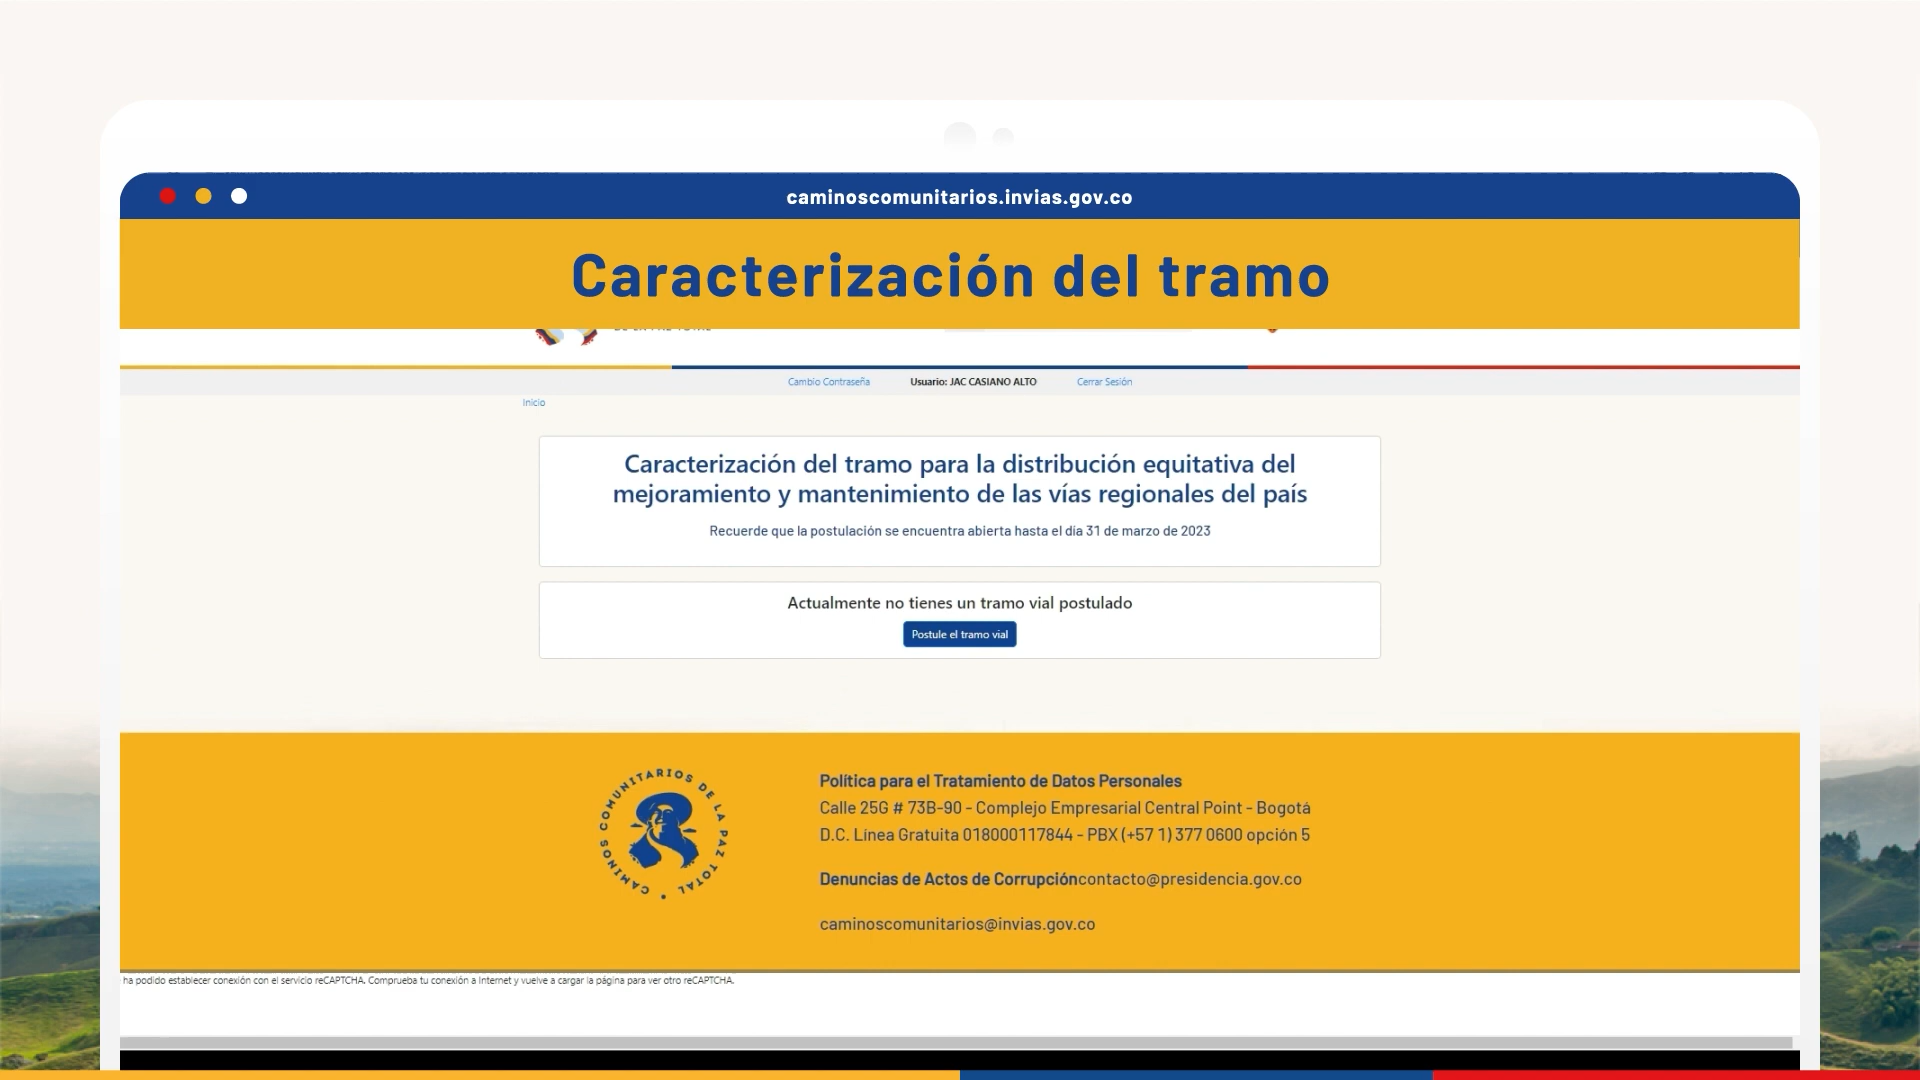 caminoscomunitarios.invias.gov.co
Caracterización del tramo
Cambio Contraseña Usuario: JAC CASIANO ALTO Cerrar Sesión
Inicio
Caracterización del tramo para la distribución equitativa del
mejoramiento y mantenimiento de las vías regionales del país
Recuerde que la postulación se encuentra abierta hasta el día 31 de marzo de 2023
Actualmente no tienes un tramo vial postulado
Postule el tramo vial
CAMINOS COMUNITARIOS DE LA PAZ TOTAL
Política para el Tratamiento de Datos Personales
Calle 25G # 73B-90 - Complejo Empresarial Central Point - Bogotá
D.C. Línea Gratuita 018000117844 - PBX (+57 1) 377 0600 opción 5
Denuncias de Actos de Corrupcióncontacto@presidencia.gov.co
caminoscomunitarios@invias.gov.co
ha podido establecer conexión con el servicio reCAPTCHA. Comprueba tu conexión a Internet y vuelve a cargar la página para ver otro reCAPTCHA.